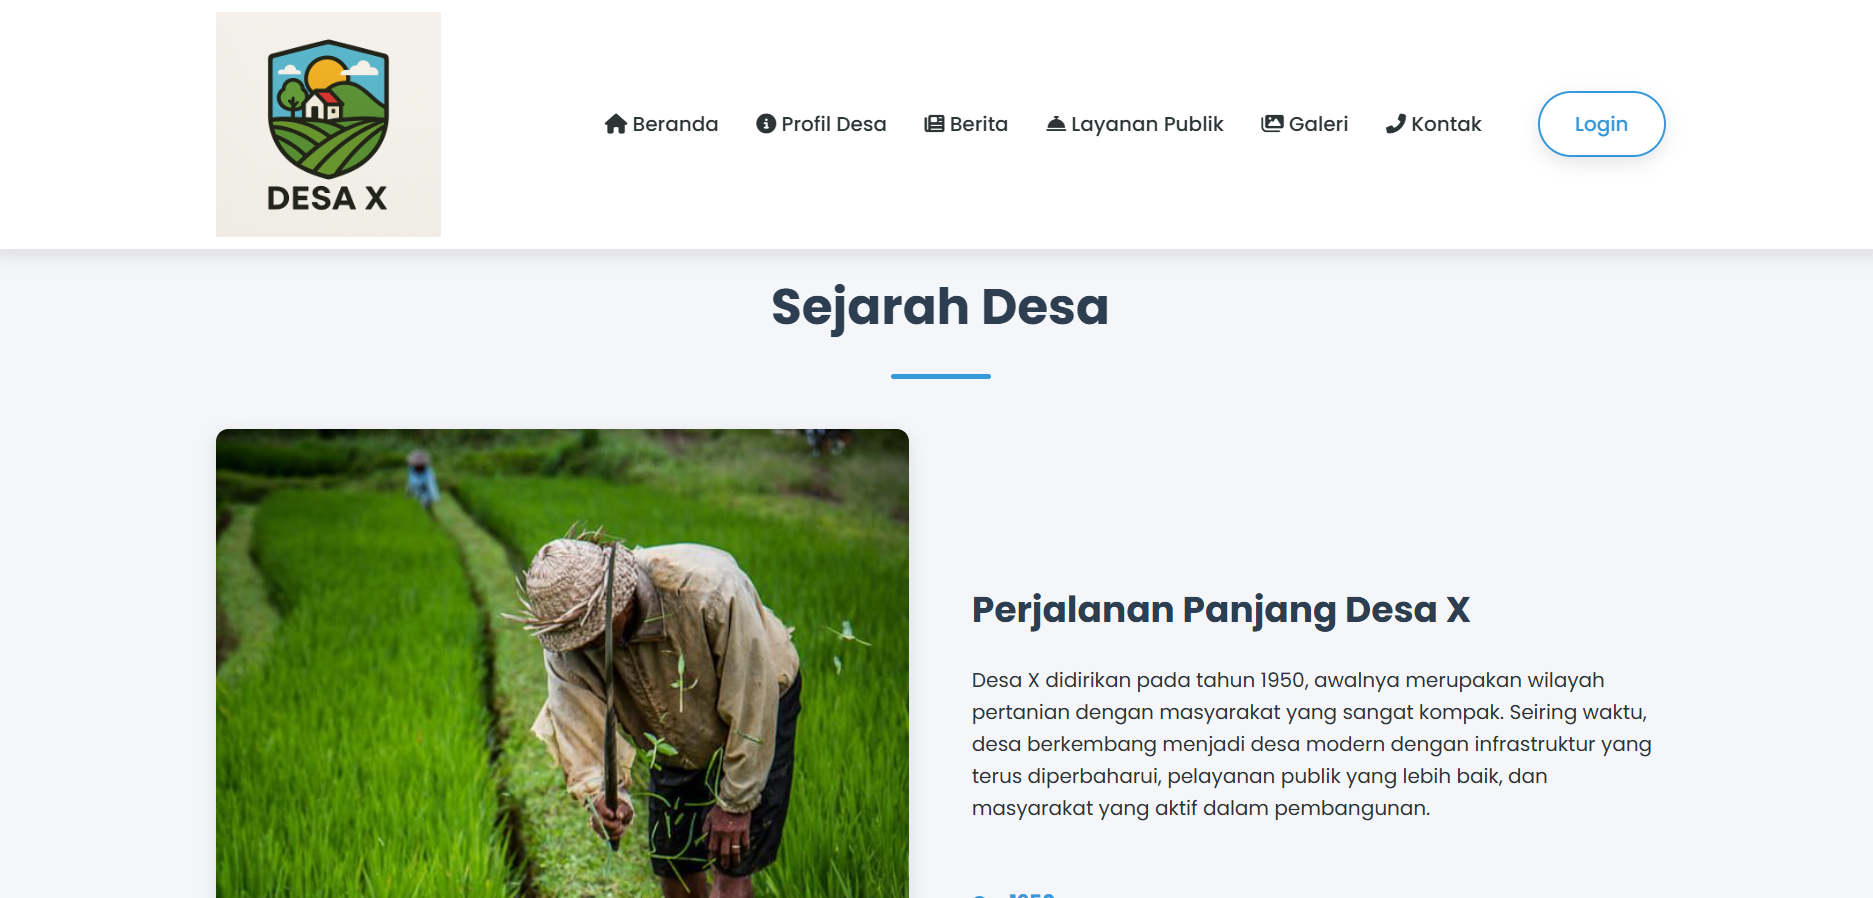 DESA X
Beranda
Profil Desa
Berita
Layanan Publik
Galeri
Kontak
Login
Sejarah Desa
Perjalanan Panjang Desa X
Desa X didirikan pada tahun 1950, awalnya merupakan wilayah
pertanian dengan masyarakat yang sangat kompak. Seiring waktu,
desa berkembang menjadi desa modern dengan infrastruktur yang
terus diperbaharui, pelayanan publik yang lebih baik, dan
masyarakat yang aktif dalam pembangunan.